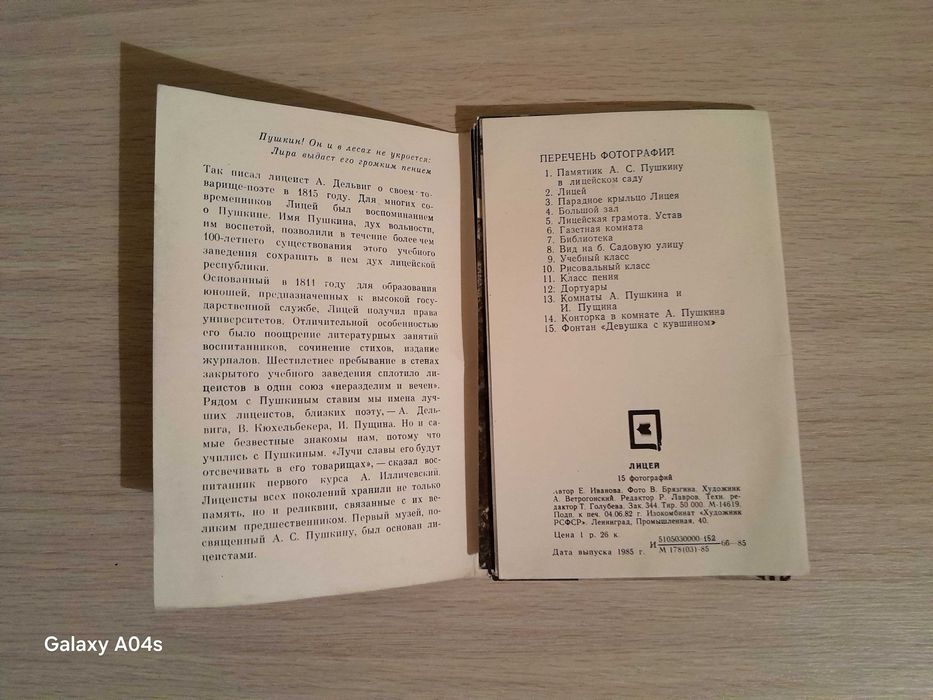 Пушкин! Он и в лесах не укроется:
Лира выдаст его громким пением
Так писал лицеист А. Дельвиг о своем то-
варище-поэте в 1815 году. Для многих со-
временников Лицей был воспоминанием
о Пушкине. Имя Пушкина, дух вольности,
им воспетой, позволили в течение более чем
100-летнего существования этого учебного
заведения сохранить в нем дух лицейской
республики.
Основанный в 1811 году для образования
юношей, предназначенных к высокой госу-
дарственной службе, Лицей получил права
университетов. Отличительной особенностью
его было поощрение литературных занятий
воспитанников, сочинение стихов, издание
журналов. Шестилетнее пребывание в стенах
закрытого учебного заведения сплотило ли-
цеистов в один союз «неразделим и вечен».
Рядом с Пушкиным ставим мы имена луч-
ших лицеистов, близких поэту, — А. Дель-
вига, В. Кюхельбекера, И. Пущина. Но и са-
мые безвестные знакомы нам, потому что
учились с Пушкиным. «Лучи славы его будут
отсвечивать в его товарищах», — сказал вос-
питанник первого курса А. Илличевский.
Лицеисты всех поколений хранили не только
память, но и реликвии, связанные с их ве-
ликим предшественником. Первый музей, по-
священный А. С. Пушкину, был основан ли-
цеистами.
ПЕРЕЧЕНЬ ФОТОГРАФИЙ
1. Памятник А. С. Пушкину
в лицейском саду
2. Лицей
3. Парадное крыльцо Лицея
4. Большой зал
5. Лицейская грамота. Устав
6. Газетная комната
7. Библиотека
8. Вид на б. Садовую улицу
9. Учебный класс
10. Рисовальный класс
11. Класс пения
12. Дортуары
13. Комнаты А. Пушкина и
И. Пущина
14. Конторка в комнате А. Пушкина
15. Фонтан «Девушка с кувшином»
ЛИЦЕЙ
15 фотографий
Автор Е. Иванова. Фото В. Брязгина. Художник
А. Ветрогонский. Редактор Р. Лавров. Техн. ре-
дактор Т. Голубева. Зак. 344. Тир. 50 000. М-14619.
Подп. к печ. 04.06.82 г. Изокомбинат «Художник
РСФСР». Ленинград, Промышленная, 40.
Цена 1 р. 26 к.
Дата выпуска 1985 г. И 5105030000-152 / М 178(03)-85 66—85
Galaxy A04s